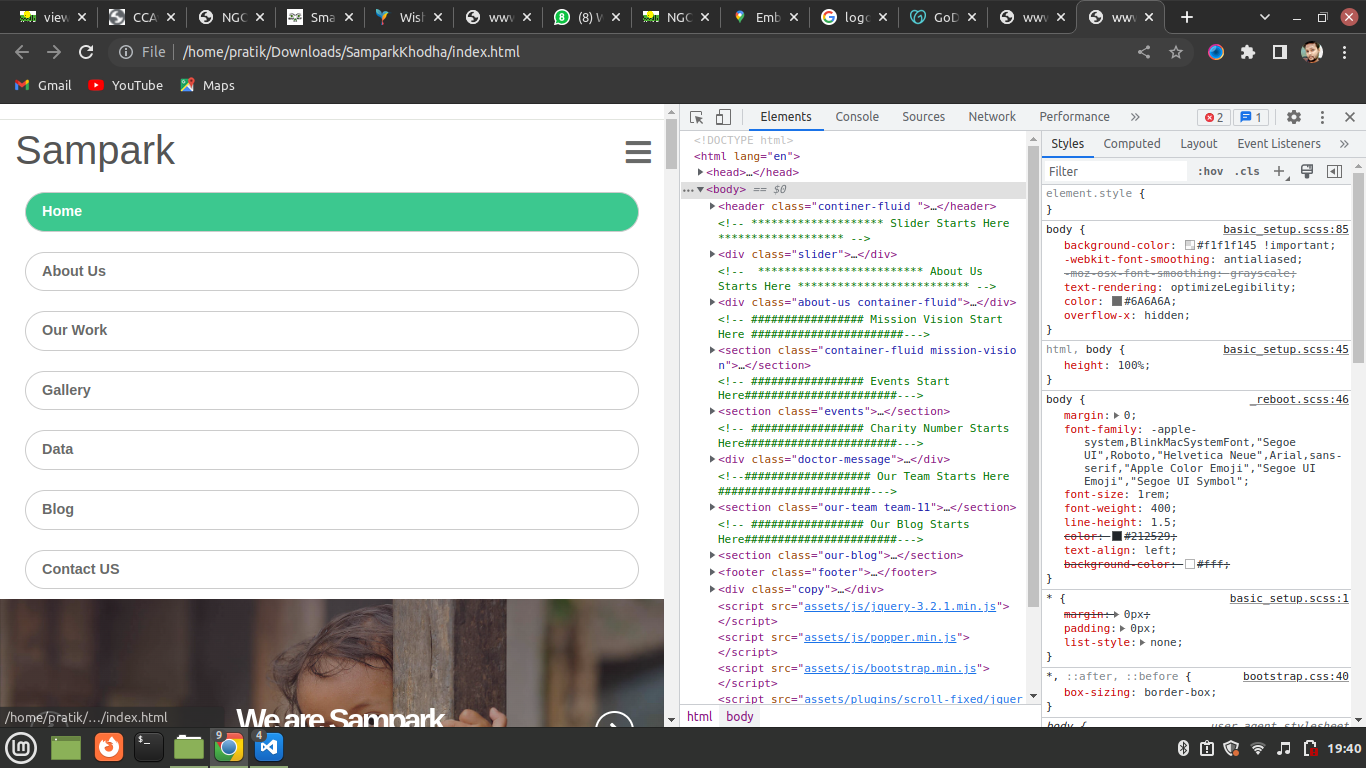 view
CCA
NGC
Sma
Wish
www
(8) W
NGC
Emb
logo
GoD
www
www
File
/home/pratik/Downloads/SamparkKhodha/index.html
Gmail
YouTube
Maps
Sampark
Home
About Us
Our Work
Gallery
Data
Blog
Contact US
We are Sampark
/home/pratik/…/index.html
Elements Console Sources Network Performance »
2 1
<!DOCTYPE html>
<html lang="en">
<head>…</head>
… <body> == $0
<header class="continer-fluid ">…</header>
<!-- ******************** Slider Starts Here
******************* -->
<div class="slider">…</div>
<!-- ************************* About Us
Starts Here ************************** -->
<div class="about-us container-fluid">…</div>
<!-- ################# Mission Vision Start
Here #######################--->
<section class="container-fluid mission-visio
n">…</section>
<!-- ################# Events Start
Here#######################--->
<section class="events">…</section>
<!-- ################# Charity Number Starts
Here#######################--->
<div class="doctor-message">…</div>
<!--################### Our Team Starts Here
#######################--->
<section class="our-team team-11">…</section>
<!-- ################# Our Blog Starts
Here#######################--->
<section class="our-blog">…</section>
<footer class="footer">…</footer>
<div class="copy">…</div>
<script src="assets/js/jquery-3.2.1.min.js">
</script>
<script src="assets/js/popper.min.js">
</script>
<script src="assets/js/bootstrap.min.js">
</script>
<script src="assets/plugins/scroll-fixed/jquer
html body
Styles Computed Layout Event Listeners »
Filter :hov .cls
element.style {
}
body { basic_setup.scss:85
background-color: #f1f1f145 !important;
-webkit-font-smoothing: antialiased;
-moz-osx-font-smoothing: grayscale;
text-rendering: optimizeLegibility;
color: #6A6A6A;
overflow-x: hidden;
}
html, body { basic_setup.scss:45
height: 100%;
}
body { _reboot.scss:46
margin: 0;
font-family: -apple-
system,BlinkMacSystemFont,"Segoe
UI",Roboto,"Helvetica Neue",Arial,sans-
serif,"Apple Color Emoji","Segoe UI
Emoji","Segoe UI Symbol";
font-size: 1rem;
font-weight: 400;
line-height: 1.5;
color: #212529;
text-align: left;
background-color: #fff;
}
* { basic_setup.scss:1
margin: 0px;
padding: 0px;
list-style: none;
}
*, ::after, ::before { bootstrap.css:40
box-sizing: border-box;
}
body { user agent stylesheet
9
4
19:40